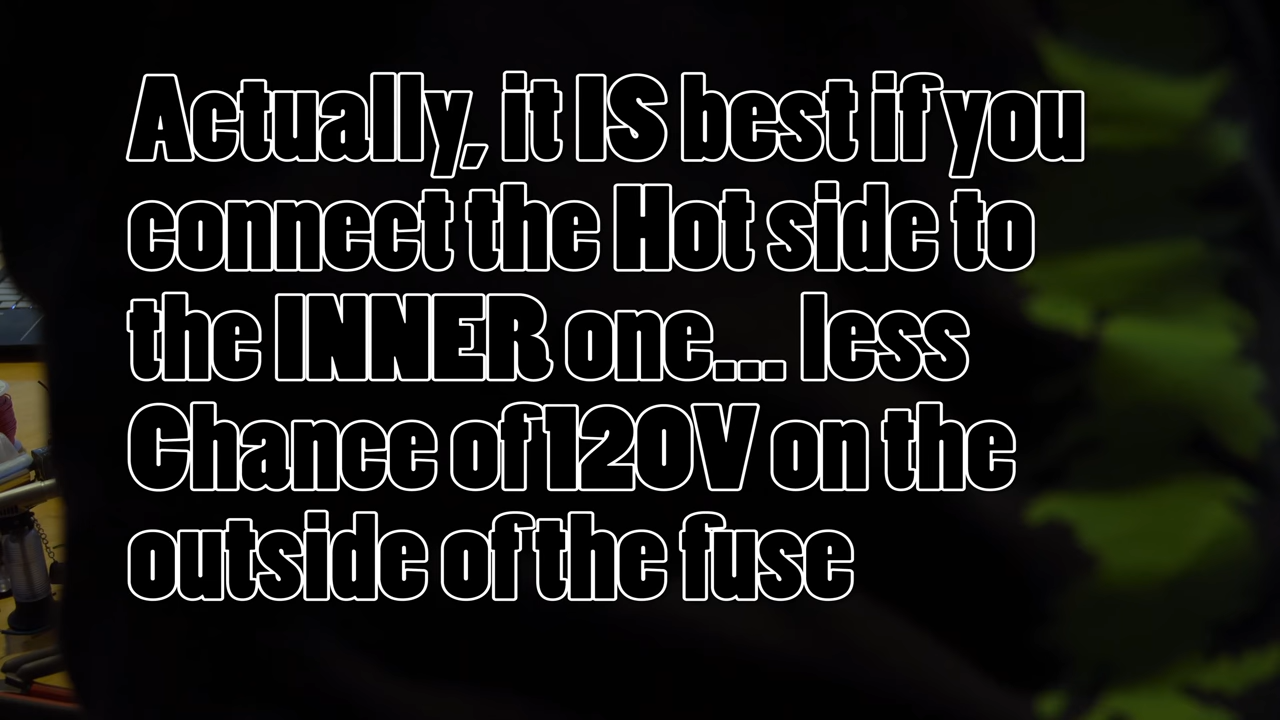 Actually, it IS best if you
connect the Hot side to
the INNER one... less
Chance of 120V on the
outside of the fuse